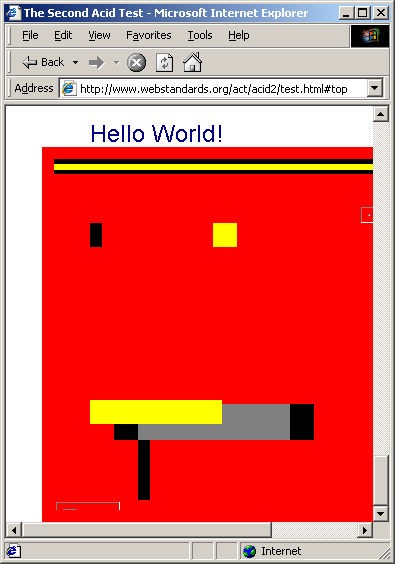 The Second Acid Test - Microsoft Internet Explorer
File Edit View Favorites Tools Help
Back
Address http://www.webstandards.org/act/acid2/test.html#top
Hello World!
Internet